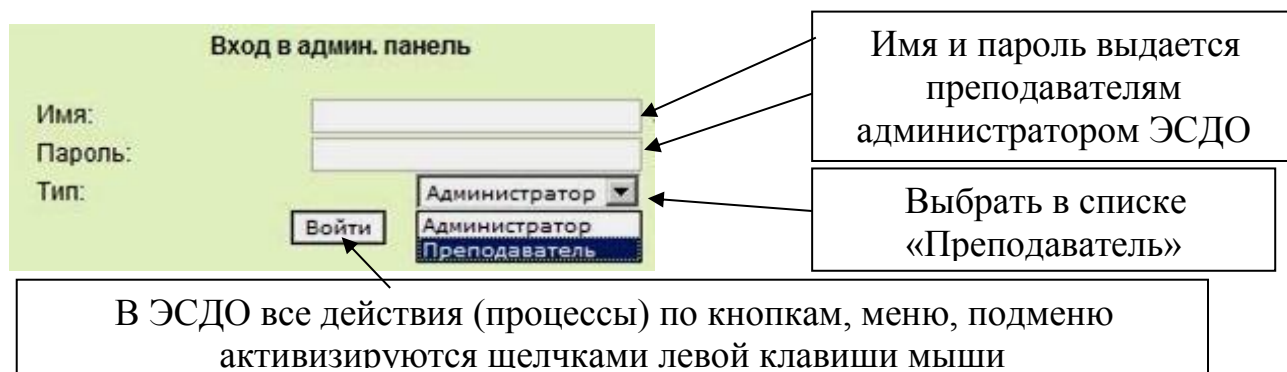 Вход в админ. панель
Имя:
Пароль:
Тип:
Администратор
Войти
Администратор
Преподаватель
Имя и пароль выдается
преподавателям
администратором ЭСДО
Выбрать в списке
«Преподаватель»
В ЭСДО все действия (процессы) по кнопкам, меню, подменю
активизируются щелчками левой клавиши мыши